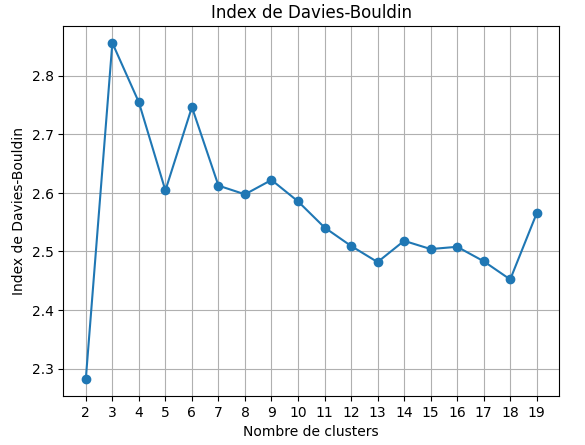 Index de Davies-Bouldin
Index de Davies-Bouldin
2.8
2.7
2.6
2.5
2.4
2.3
2 3 4 5 6 7 8 9 10 11 12 13 14 15 16 17 18 19
Nombre de clusters